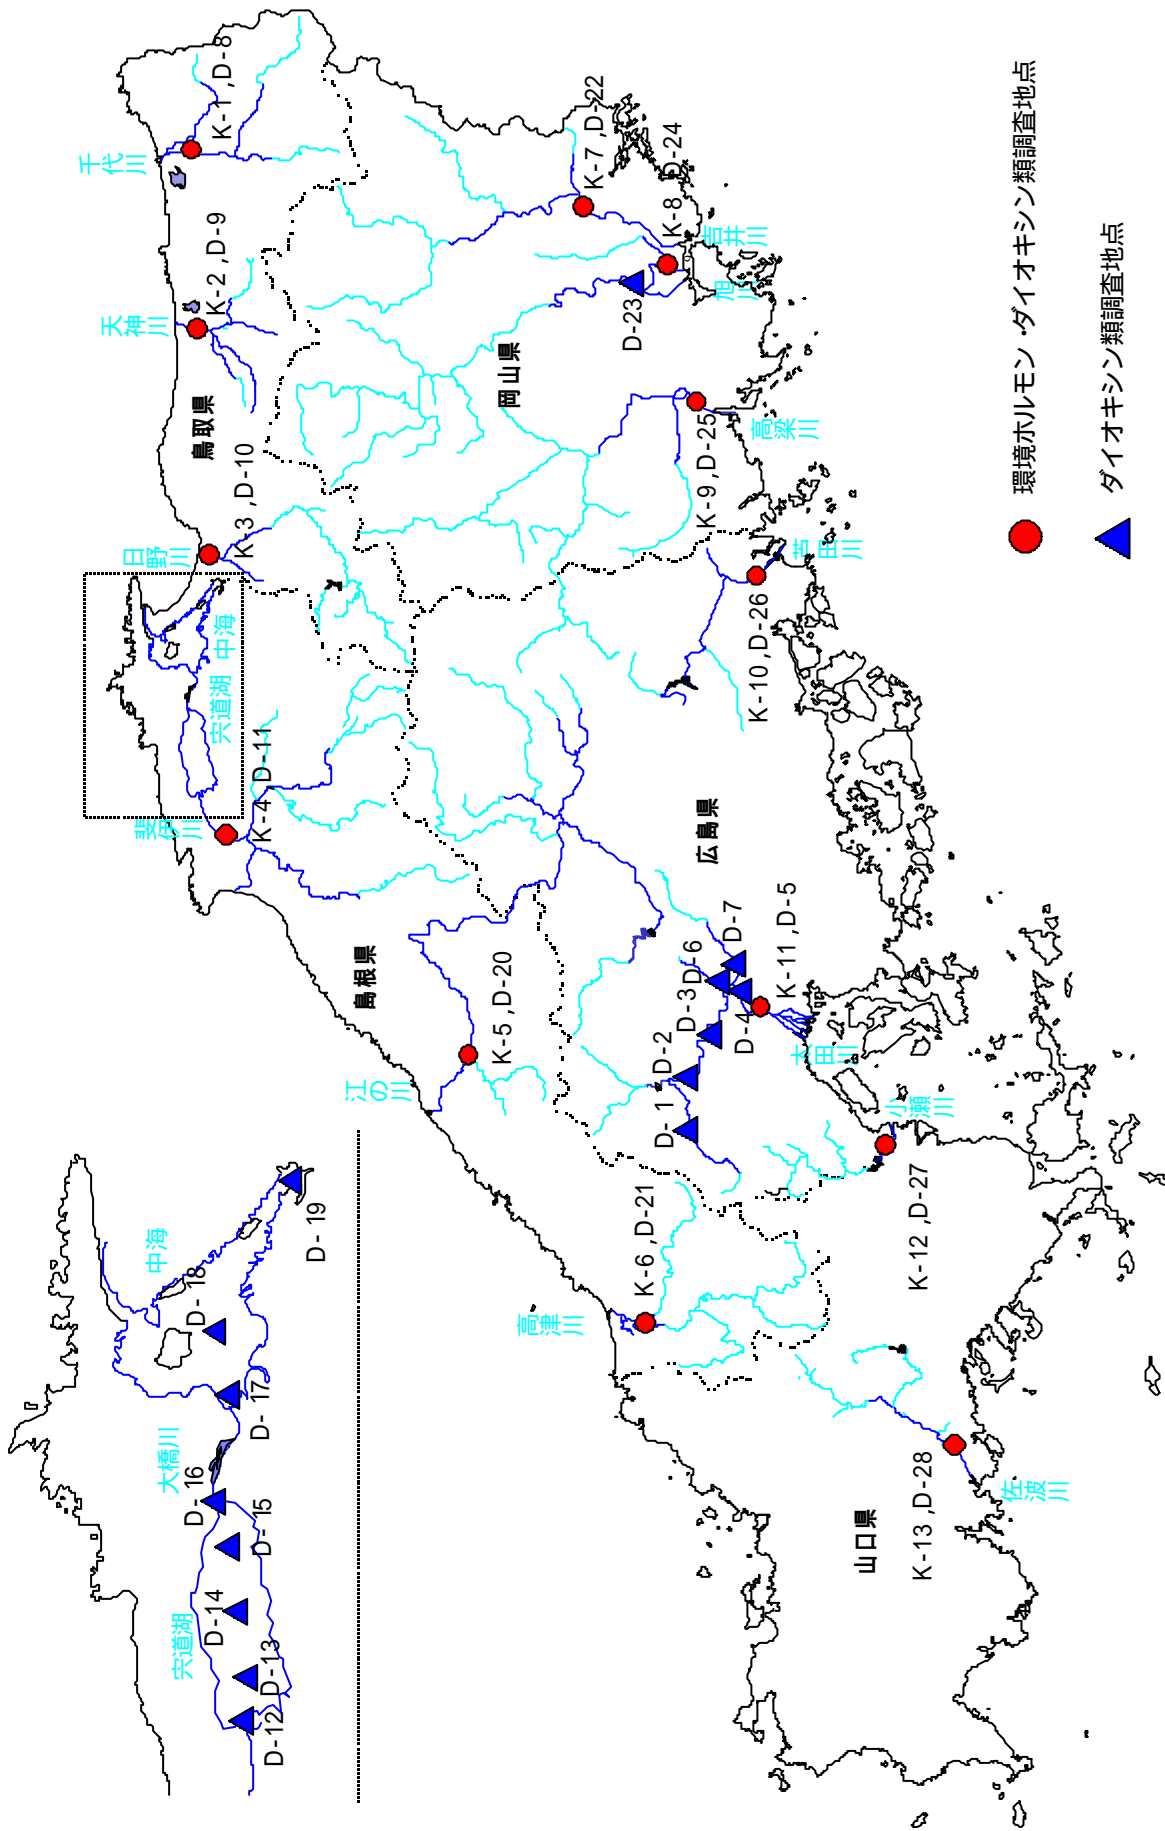 千代川
K-1 ,D-8
天神川
K-2 ,D-9
鳥取県
日野川
K-3 ,D-10
中海
宍道湖
斐伊川
K-4 ,D-11
島根県
江の川
K-5 ,D-20
高津川
K-6 ,D-21
岡山県
K-7 ,D-22
K-8 ,D-24
吉井川
旭川
D-23
高梁川
K-9 ,D-25
芦田川
K-10 ,D-26
広島県
D-7
D-6
D-3
D-4
K-11 ,D-5
D-2
D-1
太田川
小瀬川
K-12 ,D-27
山口県
K-13 ,D-28
佐波川
中海
D-19
D-18
D-17
大橋川
D-16
D-15
宍道湖
D-14
D-13
D-12
環境ホルモン・ダイオキシン類調査地点
ダイオキシン類調査地点